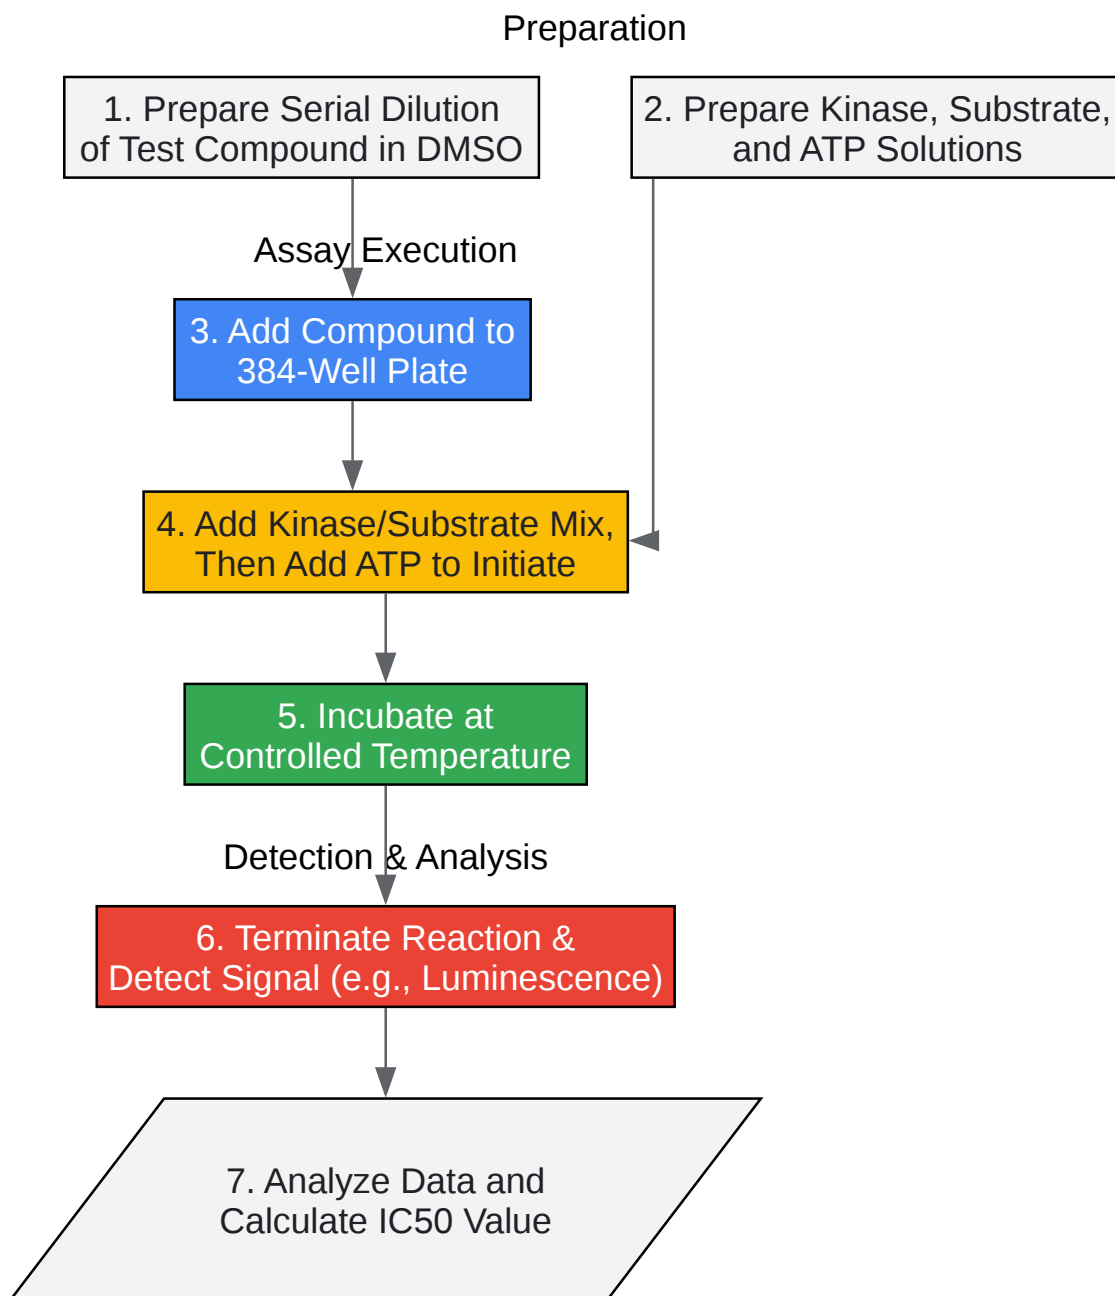 Preparation
1. Prepare Serial Dilution
of Test Compound in DMSO
2. Prepare Kinase, Substrate,
and ATP Solutions
Assay Execution
3. Add Compound to
384-Well Plate
4. Add Kinase/Substrate Mix,
Then Add ATP to Initiate
5. Incubate at
Controlled Temperature
Detection & Analysis
6. Terminate Reaction &
Detect Signal (e.g., Luminescence)
7. Analyze Data and
Calculate IC50 Value